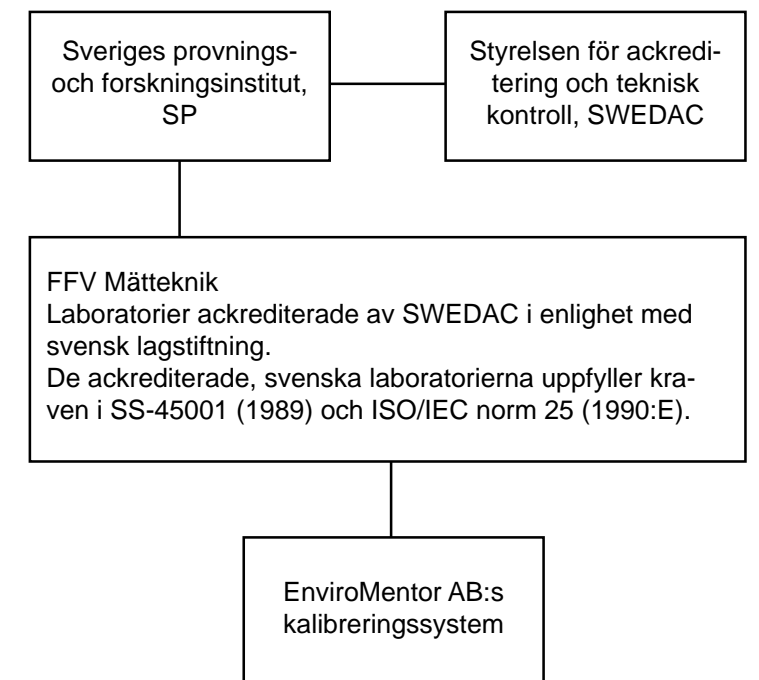 Sveriges provnings-
och forskningsinstitut,
SP
Styrelsen för ackredi-
tering och teknisk
kontroll, SWEDAC
FFV Mätteknik
Laboratorier ackrediterade av SWEDAC i enlighet med
svensk lagstiftning.
De ackrediterade, svenska laboratorierna uppfyller kra-
ven i SS-45001 (1989) och ISO/IEC norm 25 (1990:E).
EnviroMentor AB:s
kalibreringssystem